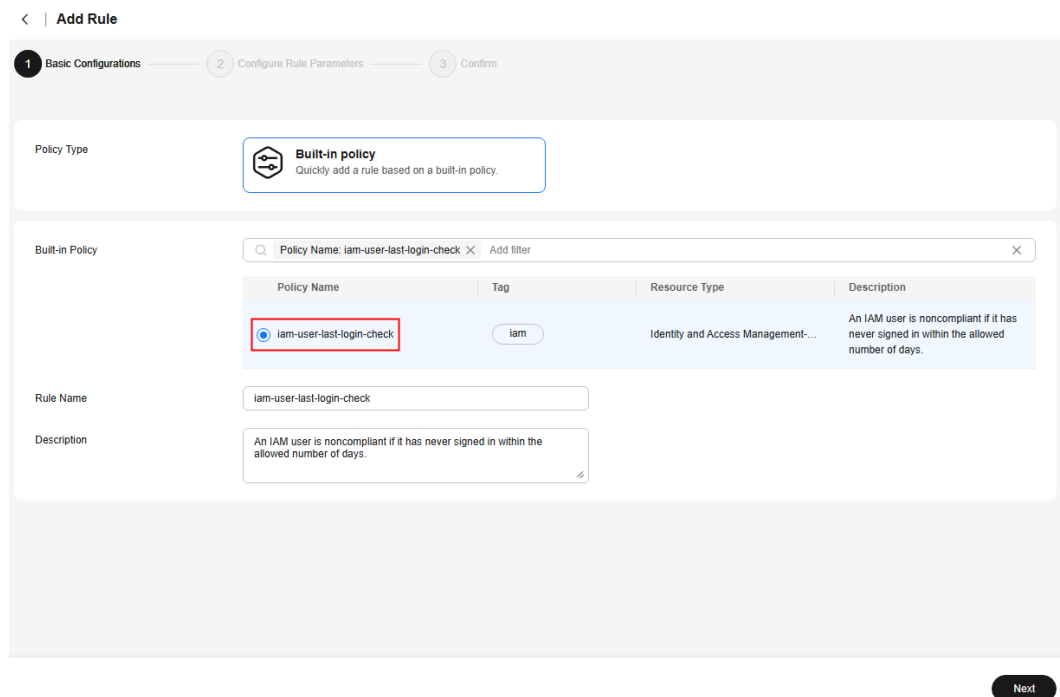 Add Rule
1 Basic Configurations 2 Configure Rule Parameters 3 Confirm
Policy Type
Built-in policy
Quickly add a rule based on a built-in policy.
Built-in Policy
Policy Name: iam-user-last-login-check Add filter
Policy Name Tag Resource Type Description
iam-user-last-login-check iam Identity and Access Management-... An IAM user is noncompliant if it has
never signed in within the allowed
number of days.
Rule Name iam-user-last-login-check
Description An IAM user is noncompliant if it has never signed in within the
allowed number of days.
Next